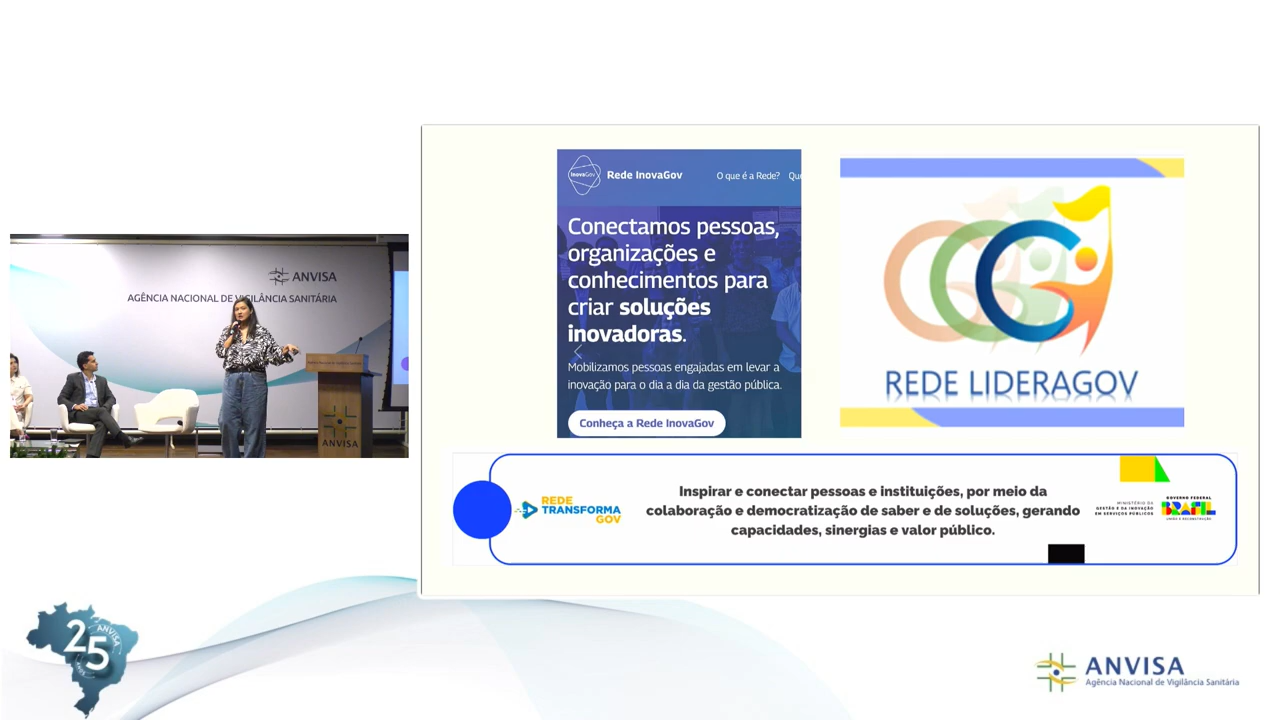 ANVISA
AGÊNCIA NACIONAL DE VIGILÂNCIA SANITÁRIA
ANVISA
InovaGov
Rede InovaGov
O que é a Rede?
Conectamos pessoas,
organizações e
conhecimentos para
criar soluções
inovadoras.
Mobilizamos pessoas engajadas em levar a
inovação para o dia a dia da gestão pública.
Conheça a Rede InovaGov
REDE LIDERAGOV
REDE
TRANSFORMA
GOV
Inspirar e conectar pessoas e instituições, por meio da
colaboração e democratização de saber e de soluções, gerando
capacidades, sinergias e valor público.
MINISTÉRIO DA
GESTÃO E DA INOVAÇÃO
EM SERVIÇOS PÚBLICOS
GOVERNO FEDERAL
BRASIL
UNIÃO E RECONSTRUÇÃO
25
ANVISA
ANVISA
Agência Nacional de Vigilância Sanitária